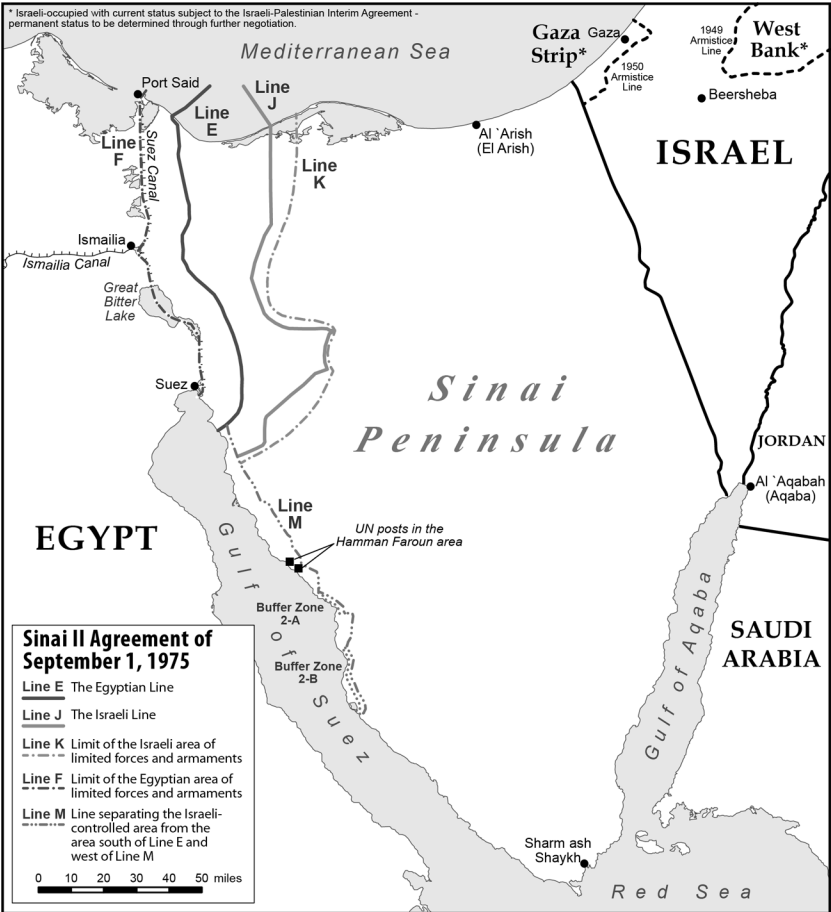 * Israeli-occupied with current status subject to the Israeli-Palestinian Interim Agreement -
permanent status to be determined through further negotiation.
Mediterranean Sea
Gaza
Strip*
Gaza
1950
Armistice
Line
1949
Armistice
Line
West
Bank*
Beersheba
ISRAEL
Port Said
Line
E
Line
J
Line
K
Line
F
Suez Canal
Al `Arish
(El Arish)
Ismailia
Ismailia Canal
Great
Bitter
Lake
Suez
Sinai
Peninsula
JORDAN
Al `Aqabah
(Aqaba)
Line
M
UN posts in the
Hamman Faroun area
EGYPT
Gulf of Suez
Buffer Zone
2-A
Buffer Zone
2-B
Gulf of Aqaba
SAUDI
ARABIA
Sharm ash
Shaykh
Red Sea
Sinai II Agreement of
September 1, 1975
Line E The Egyptian Line
Line J The Israeli Line
Line K Limit of the Israeli area of
limited forces and armaments
Line F Limit of the Egyptian area of
limited forces and armaments
Line M Line separating the Israeli-
controlled area from the
area south of Line E and
west of Line M
0 10 20 30 40 50 miles